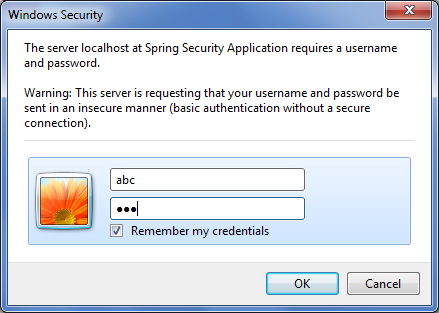 Windows Security
The server localhost at Spring Security Application requires a username
and password.
Warning: This server is requesting that your username and password be
sent in an insecure manner (basic authentication without a secure
connection).
abc
●●●
Remember my credentials
OK
Cancel